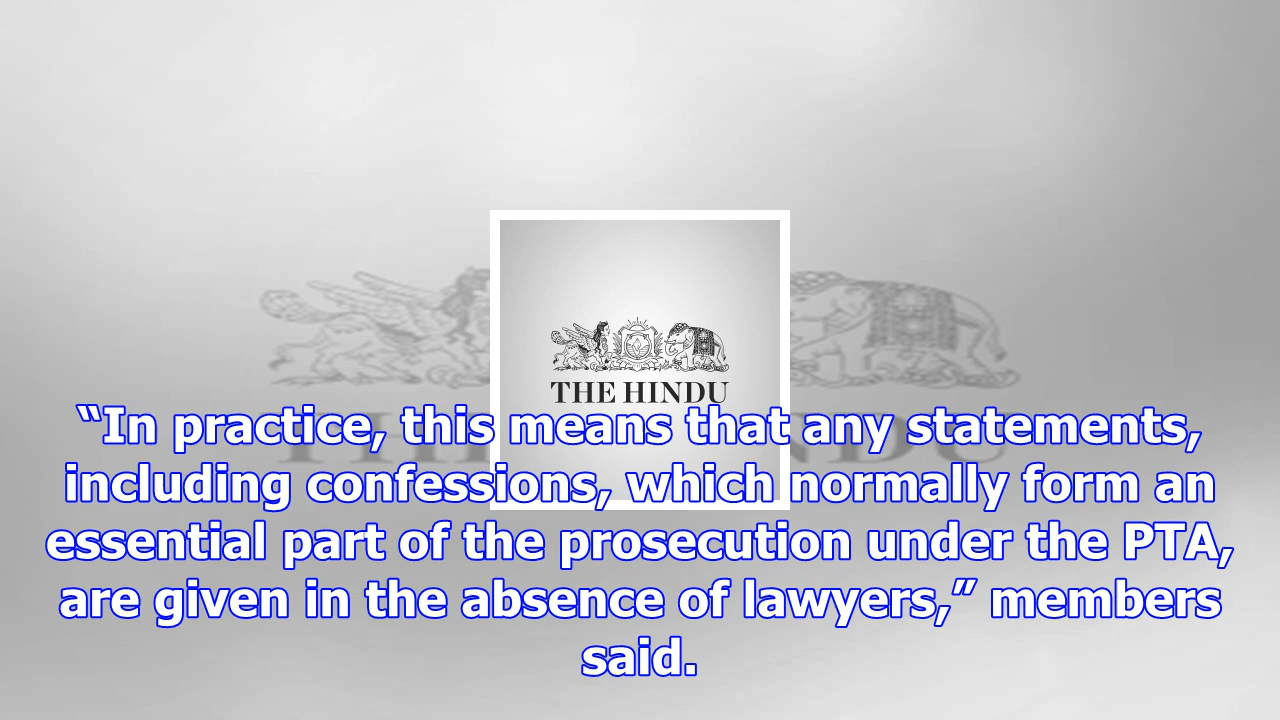 THE HINDU
“In practice, this means that any statements,
including confessions, which normally form an
essential part of the prosecution under the PTA,
are given in the absence of lawyers,” members
said.